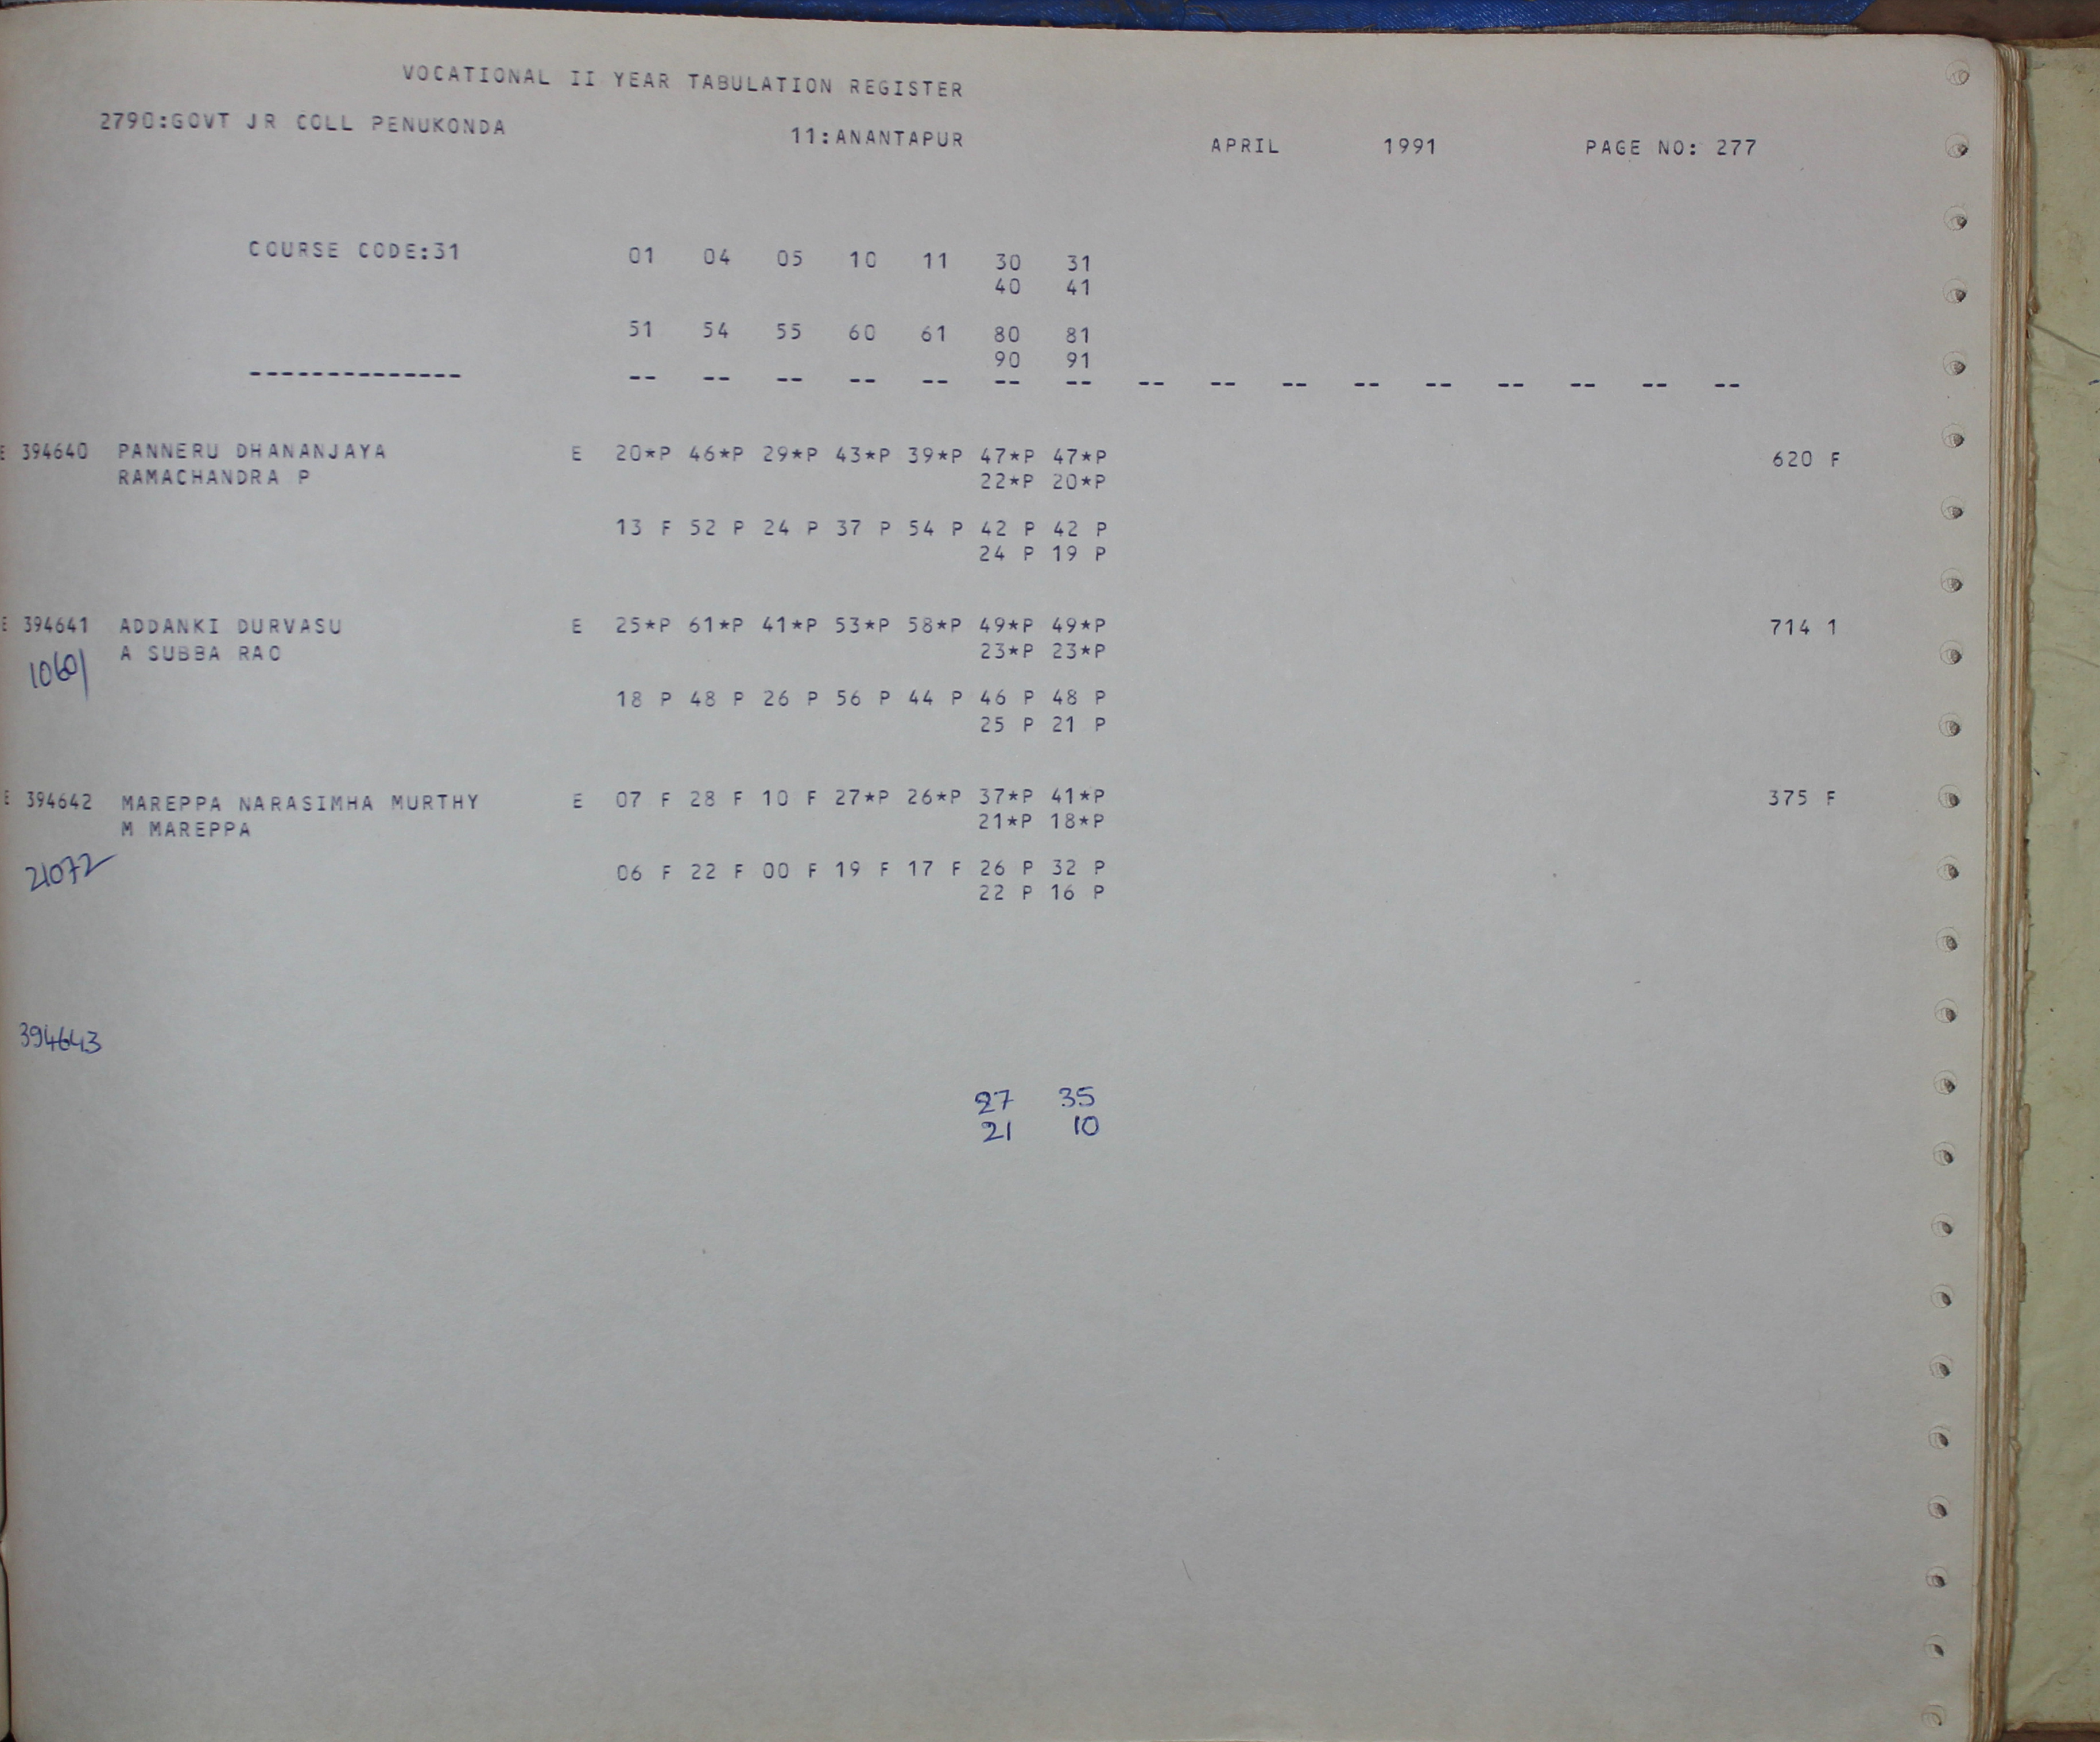 VOCATIONAL II YEAR TABULATION REGISTER
2790:GOVT JR COLL PENUKONDA 11:ANANTAPUR APRIL 1991 PAGE NO: 277
COURSE CODE:31 01 04 05 10 11 30 31
40 41
51 54 55 60 61 80 81
90 91
-------------- -- -- -- -- -- -- -- -- -- -- -- -- -- -- -- --
E 394640 PANNERU DHANANJAYA E 20*P 46*P 29*P 43*P 39*P 47*P 47*P 620 F
RAMACHANDRA P 22*P 20*P
13 F 52 P 24 P 37 P 54 P 42 P 42 P
24 P 19 P
E 394641 ADDANKI DURVASU E 25*P 61*P 41*P 53*P 58*P 49*P 49*P 714 1
A SUBBA RAO 23*P 23*P
10601
18 P 48 P 26 P 56 P 44 P 46 P 48 P
25 P 21 P
E 394642 MAREPPA NARASIMHA MURTHY E 07 F 28 F 10 F 27*P 26*P 37*P 41*P 375 F
M MAREPPA 21*P 18*P
21072
06 F 22 F 00 F 19 F 17 F 26 P 32 P
22 P 16 P
394643
27 35
21 10